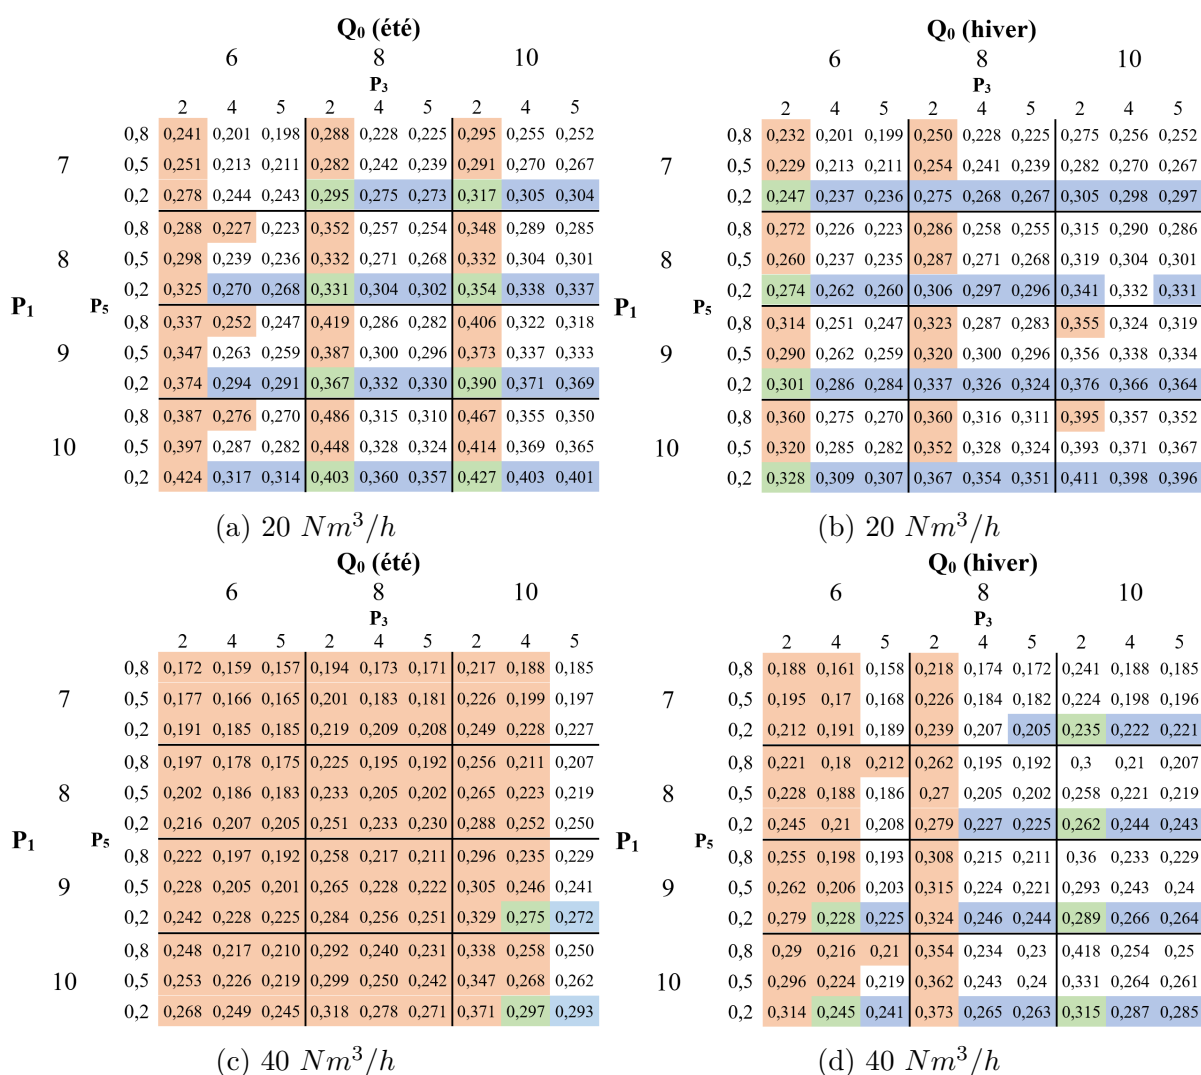 Q₀ (été)
6 8 10
P₃
2 4 5 2 4 5 2 4 5
0,8 0,241 0,201 0,198 0,288 0,228 0,225 0,295 0,255 0,252
7 0,5 0,251 0,213 0,211 0,282 0,242 0,239 0,291 0,270 0,267
0,2 0,278 0,244 0,243 0,295 0,275 0,273 0,317 0,305 0,304
0,8 0,288 0,227 0,223 0,352 0,257 0,254 0,348 0,289 0,285
8 0,5 0,298 0,239 0,236 0,332 0,271 0,268 0,332 0,304 0,301
0,2 0,325 0,270 0,268 0,331 0,304 0,302 0,354 0,338 0,337
P₁ P₅
0,8 0,337 0,252 0,247 0,419 0,286 0,282 0,406 0,322 0,318
9 0,5 0,347 0,263 0,259 0,387 0,300 0,296 0,373 0,337 0,333
0,2 0,374 0,294 0,291 0,367 0,332 0,330 0,390 0,371 0,369
0,8 0,387 0,276 0,270 0,486 0,315 0,310 0,467 0,355 0,350
10 0,5 0,397 0,287 0,282 0,448 0,328 0,324 0,414 0,369 0,365
0,2 0,424 0,317 0,314 0,403 0,360 0,357 0,427 0,403 0,401
(a) 20 Nm³/h
Q₀ (hiver)
6 8 10
P₃
2 4 5 2 4 5 2 4 5
0,8 0,232 0,201 0,199 0,250 0,228 0,225 0,275 0,256 0,252
7 0,5 0,229 0,213 0,211 0,254 0,241 0,239 0,282 0,270 0,267
0,2 0,247 0,237 0,236 0,275 0,268 0,267 0,305 0,298 0,297
0,8 0,272 0,226 0,223 0,286 0,258 0,255 0,315 0,290 0,286
8 0,5 0,260 0,237 0,235 0,287 0,271 0,268 0,319 0,304 0,301
0,2 0,274 0,262 0,260 0,306 0,297 0,296 0,341 0,332 0,331
P₁ P₅
0,8 0,314 0,251 0,247 0,323 0,287 0,283 0,355 0,324 0,319
9 0,5 0,290 0,262 0,259 0,320 0,300 0,296 0,356 0,338 0,334
0,2 0,301 0,286 0,284 0,337 0,326 0,324 0,376 0,366 0,364
0,8 0,360 0,275 0,270 0,360 0,316 0,311 0,395 0,357 0,352
10 0,5 0,320 0,285 0,282 0,352 0,328 0,324 0,393 0,371 0,367
0,2 0,328 0,309 0,307 0,367 0,354 0,351 0,411 0,398 0,396
(b) 20 Nm³/h
Q₀ (été)
6 8 10
P₃
2 4 5 2 4 5 2 4 5
0,8 0,172 0,159 0,157 0,194 0,173 0,171 0,217 0,188 0,185
7 0,5 0,177 0,166 0,165 0,201 0,183 0,181 0,226 0,199 0,197
0,2 0,191 0,185 0,185 0,219 0,209 0,208 0,249 0,228 0,227
0,8 0,197 0,178 0,175 0,225 0,195 0,192 0,256 0,211 0,207
8 0,5 0,202 0,186 0,183 0,233 0,205 0,202 0,265 0,223 0,219
0,2 0,216 0,207 0,205 0,251 0,233 0,230 0,288 0,252 0,250
P₁ P₅
0,8 0,222 0,197 0,192 0,258 0,217 0,211 0,296 0,235 0,229
9 0,5 0,228 0,205 0,201 0,265 0,228 0,222 0,305 0,246 0,241
0,2 0,242 0,228 0,225 0,284 0,256 0,251 0,329 0,275 0,272
0,8 0,248 0,217 0,210 0,292 0,240 0,231 0,338 0,258 0,250
10 0,5 0,253 0,226 0,219 0,299 0,250 0,242 0,347 0,268 0,262
0,2 0,268 0,249 0,245 0,318 0,278 0,271 0,371 0,297 0,293
(c) 40 Nm³/h
Q₀ (hiver)
6 8 10
P₃
2 4 5 2 4 5 2 4 5
0,8 0,188 0,161 0,158 0,218 0,174 0,172 0,241 0,188 0,185
7 0,5 0,195 0,17 0,168 0,226 0,184 0,182 0,224 0,198 0,196
0,2 0,212 0,191 0,189 0,239 0,207 0,205 0,235 0,222 0,221
0,8 0,221 0,18 0,212 0,262 0,195 0,192 0,3 0,21 0,207
8 0,5 0,228 0,188 0,186 0,27 0,205 0,202 0,258 0,221 0,219
0,2 0,245 0,21 0,208 0,279 0,227 0,225 0,262 0,244 0,243
P₁ P₅
0,8 0,255 0,198 0,193 0,308 0,215 0,211 0,36 0,233 0,229
9 0,5 0,262 0,206 0,203 0,315 0,224 0,221 0,293 0,243 0,24
0,2 0,279 0,228 0,225 0,324 0,246 0,244 0,289 0,266 0,264
0,8 0,29 0,216 0,21 0,354 0,234 0,23 0,418 0,254 0,25
10 0,5 0,296 0,224 0,219 0,362 0,243 0,24 0,331 0,264 0,261
0,2 0,314 0,245 0,241 0,373 0,265 0,263 0,315 0,287 0,285
(d) 40 Nm³/h